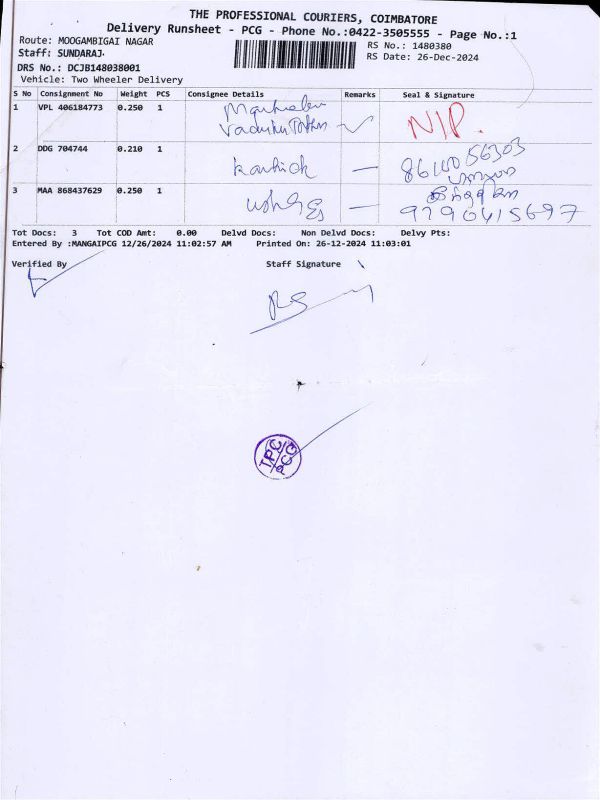 THE PROFESSIONAL COURIERS, COIMBATORE
Delivery Runsheet - PCG - Phone No.:0422-3505555 - Page No.:1
Route: MOOGAMBIGAI NAGAR
RS No.: 1480380
Staff: SUNDARAJ.
RS Date: 26-Dec-2024
DRS No.: DCJB148038001
Vehicle: Two Wheeler Delivery
S No Consignment No Weight PCS Consignee Details Remarks Seal & Signature
1 VPL 406184773 0.250 1 NIP.
2 DDG 704744 0.210 1 Karthick
3 MAA 868437629 0.250 1
9790415697
Tot Docs: 3 Tot COD Amt: 0.00 Delvd Docs: Non Delvd Docs: Delvy Pts:
Entered By :MANGAIPCG 12/26/2024 11:02:57 AM Printed On: 26-12-2024 11:03:01
Verified By Staff Signature
RS
TPC
PCG